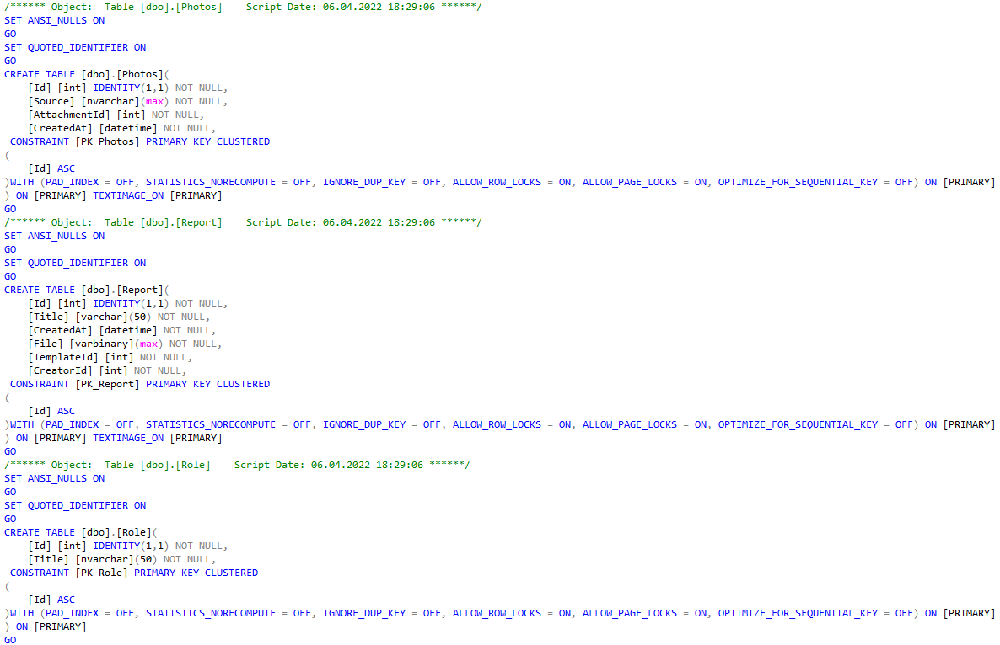 /****** Object:  Table [dbo].[Photos]    Script Date: 06.04.2022 18:29:06 ******/
SET ANSI_NULLS ON
GO
SET QUOTED_IDENTIFIER ON
GO
CREATE TABLE [dbo].[Photos](
    [Id] [int] IDENTITY(1,1) NOT NULL,
    [Source] [nvarchar](max) NOT NULL,
    [AttachmentId] [int] NOT NULL,
    [CreatedAt] [datetime] NOT NULL,
 CONSTRAINT [PK_Photos] PRIMARY KEY CLUSTERED
(
    [Id] ASC
)WITH (PAD_INDEX = OFF, STATISTICS_NORECOMPUTE = OFF, IGNORE_DUP_KEY = OFF, ALLOW_ROW_LOCKS = ON, ALLOW_PAGE_LOCKS = ON, OPTIMIZE_FOR_SEQUENTIAL_KEY = OFF) ON [PRIMARY]
) ON [PRIMARY] TEXTIMAGE_ON [PRIMARY]
GO
/****** Object:  Table [dbo].[Report]    Script Date: 06.04.2022 18:29:06 ******/
SET ANSI_NULLS ON
GO
SET QUOTED_IDENTIFIER ON
GO
CREATE TABLE [dbo].[Report](
    [Id] [int] IDENTITY(1,1) NOT NULL,
    [Title] [varchar](50) NOT NULL,
    [CreatedAt] [datetime] NOT NULL,
    [File] [varbinary](max) NOT NULL,
    [TemplateId] [int] NOT NULL,
    [CreatorId] [int] NOT NULL,
 CONSTRAINT [PK_Report] PRIMARY KEY CLUSTERED
(
    [Id] ASC
)WITH (PAD_INDEX = OFF, STATISTICS_NORECOMPUTE = OFF, IGNORE_DUP_KEY = OFF, ALLOW_ROW_LOCKS = ON, ALLOW_PAGE_LOCKS = ON, OPTIMIZE_FOR_SEQUENTIAL_KEY = OFF) ON [PRIMARY]
) ON [PRIMARY] TEXTIMAGE_ON [PRIMARY]
GO
/****** Object:  Table [dbo].[Role]    Script Date: 06.04.2022 18:29:06 ******/
SET ANSI_NULLS ON
GO
SET QUOTED_IDENTIFIER ON
GO
CREATE TABLE [dbo].[Role](
    [Id] [int] IDENTITY(1,1) NOT NULL,
    [Title] [nvarchar](50) NOT NULL,
 CONSTRAINT [PK_Role] PRIMARY KEY CLUSTERED
(
    [Id] ASC
)WITH (PAD_INDEX = OFF, STATISTICS_NORECOMPUTE = OFF, IGNORE_DUP_KEY = OFF, ALLOW_ROW_LOCKS = ON, ALLOW_PAGE_LOCKS = ON, OPTIMIZE_FOR_SEQUENTIAL_KEY = OFF) ON [PRIMARY]
) ON [PRIMARY]
GO